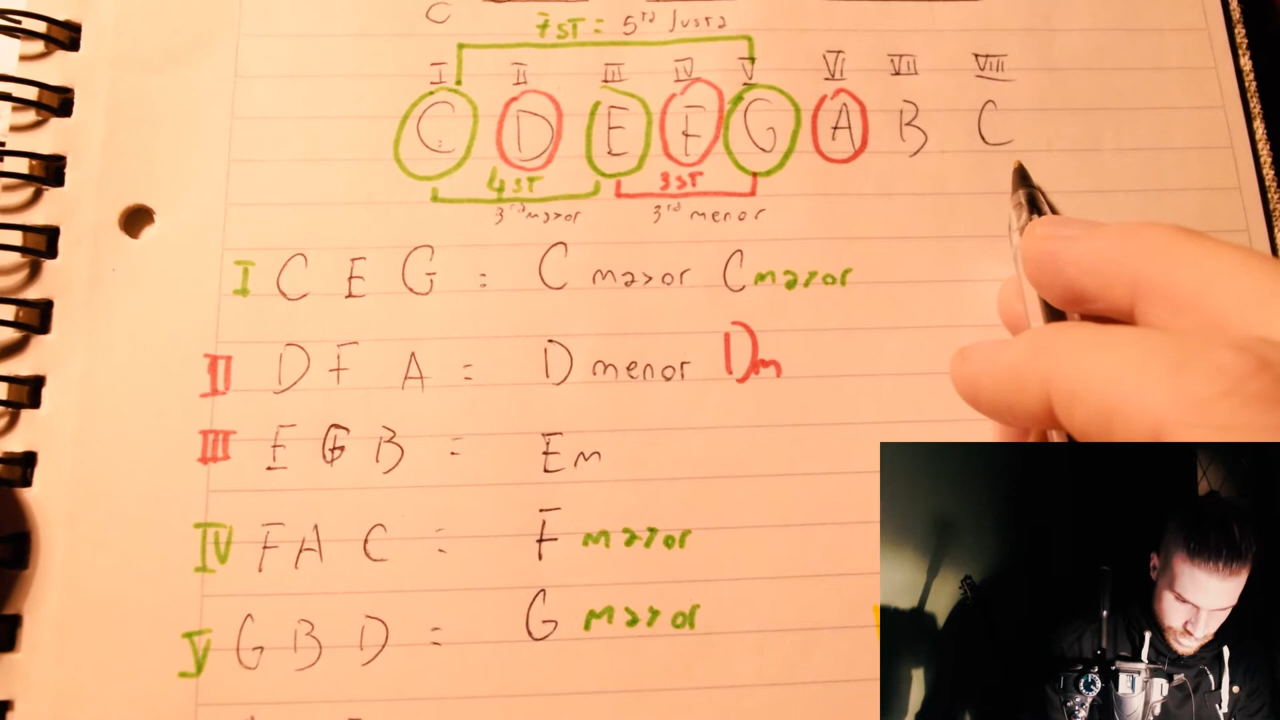 C
7ST = 5ta Justa
I II III IV V VI VII VIII
C D E F G A B C
4ST 3ST
3ra mayor 3ra menor
I C E G : C mayor C mayor
II D F A = D menor Dm
III E G B = Em
IV F A C = F mayor
V G B D = G mayor